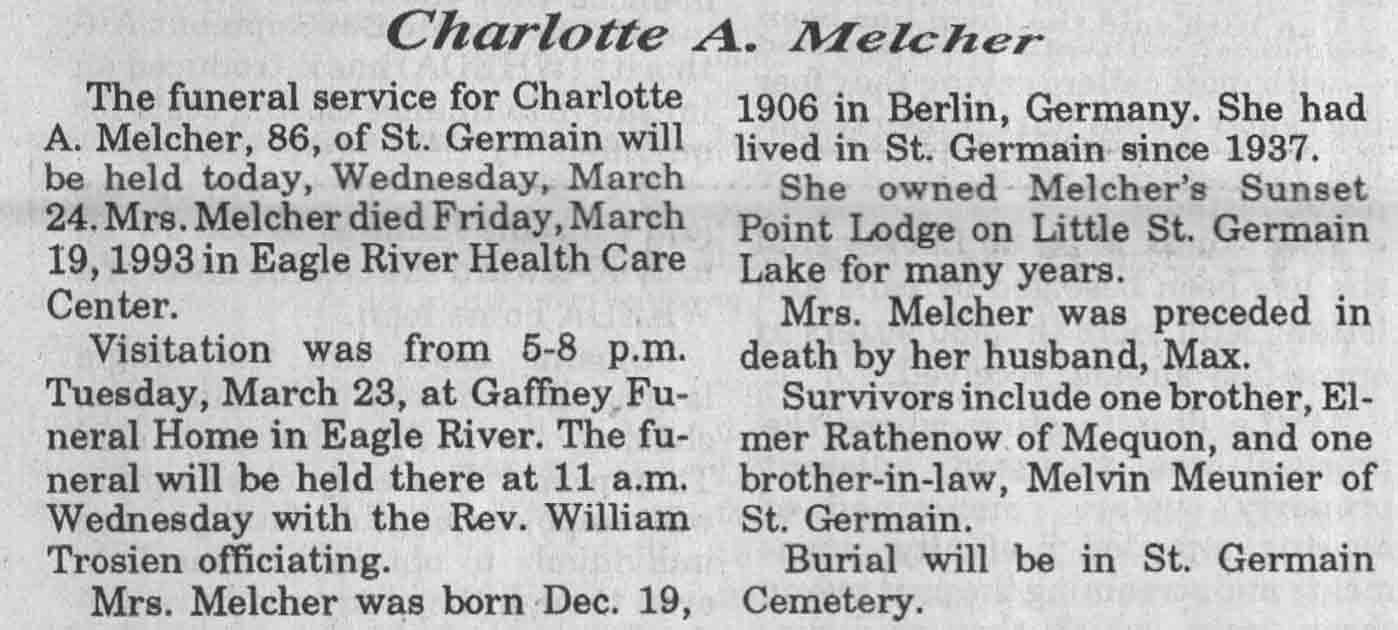 Charlotte A. Melcher
The funeral service for Charlotte
A. Melcher, 86, of St. Germain will
be held today, Wednesday, March
24. Mrs. Melcher died Friday, March
19, 1993 in Eagle River Health Care
Center.
Visitation was from 5-8 p.m.
Tuesday, March 23, at Gaffney Fu-
neral Home in Eagle River. The fu-
neral will be held there at 11 a.m.
Wednesday with the Rev. William
Trosien officiating.
Mrs. Melcher was born Dec. 19,
1906 in Berlin, Germany. She had
lived in St. Germain since 1937.
She owned Melcher's Sunset
Point Lodge on Little St. Germain
Lake for many years.
Mrs. Melcher was preceded in
death by her husband, Max.
Survivors include one brother, El-
mer Rathenow of Mequon, and one
brother-in-law, Melvin Meunier of
St. Germain.
Burial will be in St. Germain
Cemetery.